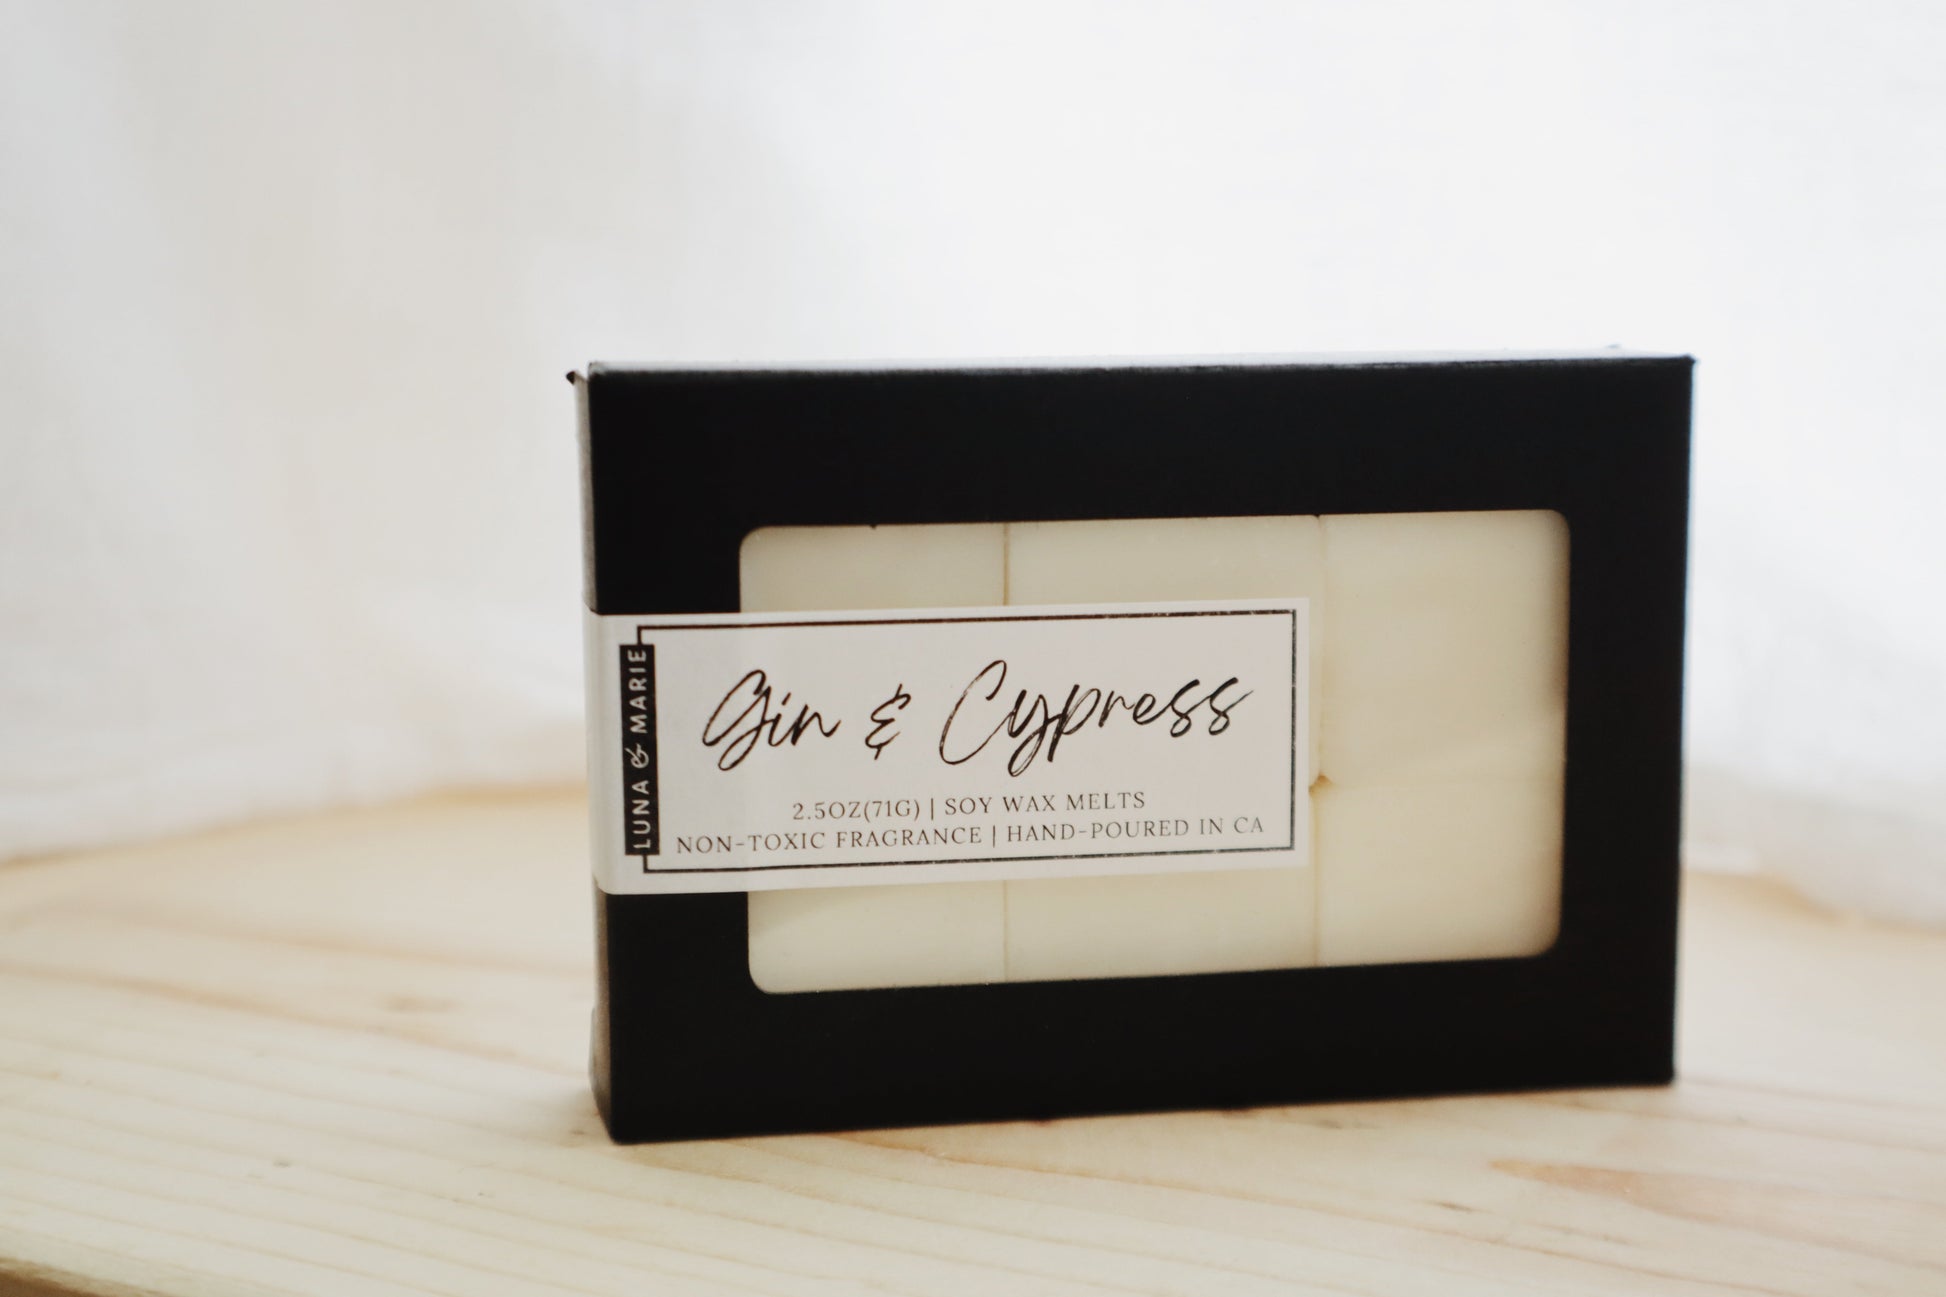 LUNA & MARIE
Gin & Cypress
2.5OZ(71G) | SOY WAX MELTS
NON-TOXIC FRAGRANCE | HAND-POURED IN CA